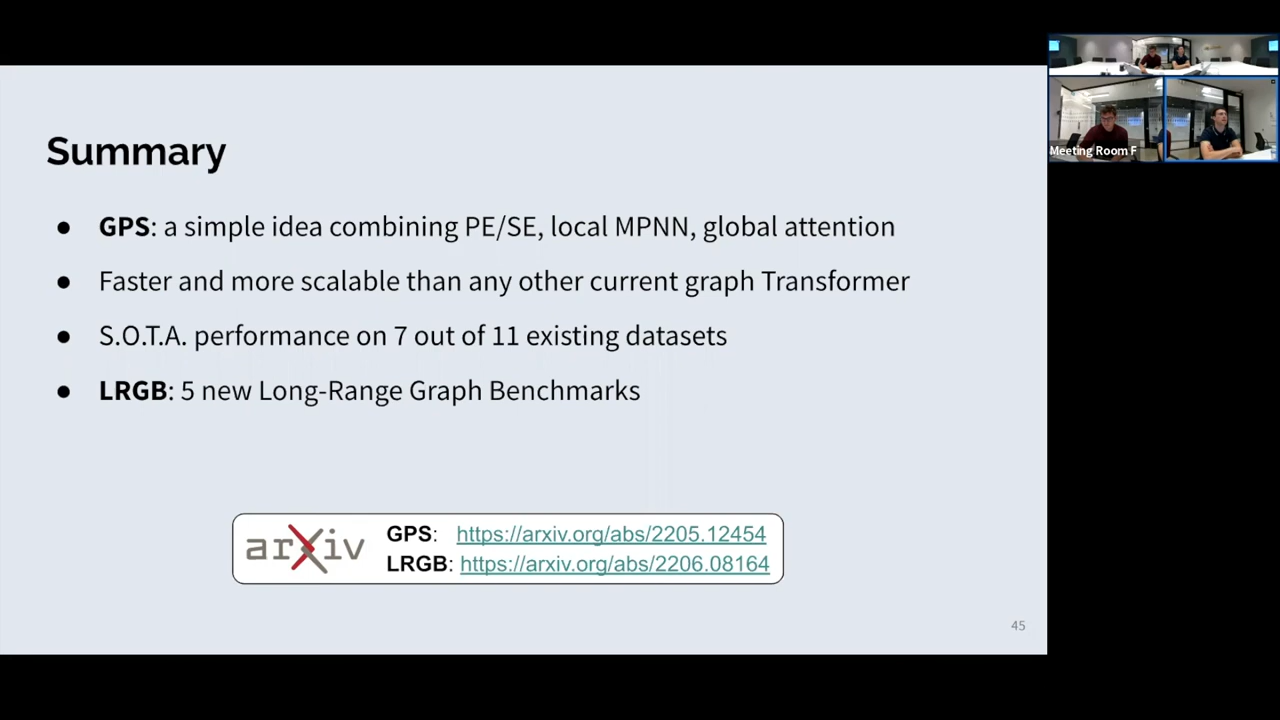 Summary
● GPS: a simple idea combining PE/SE, local MPNN, global attention
● Faster and more scalable than any other current graph Transformer
● S.O.T.A. performance on 7 out of 11 existing datasets
● LRGB: 5 new Long-Range Graph Benchmarks
arXiv
GPS: https://arxiv.org/abs/2205.12454
LRGB: https://arxiv.org/abs/2206.08164
45
Meeting Room F